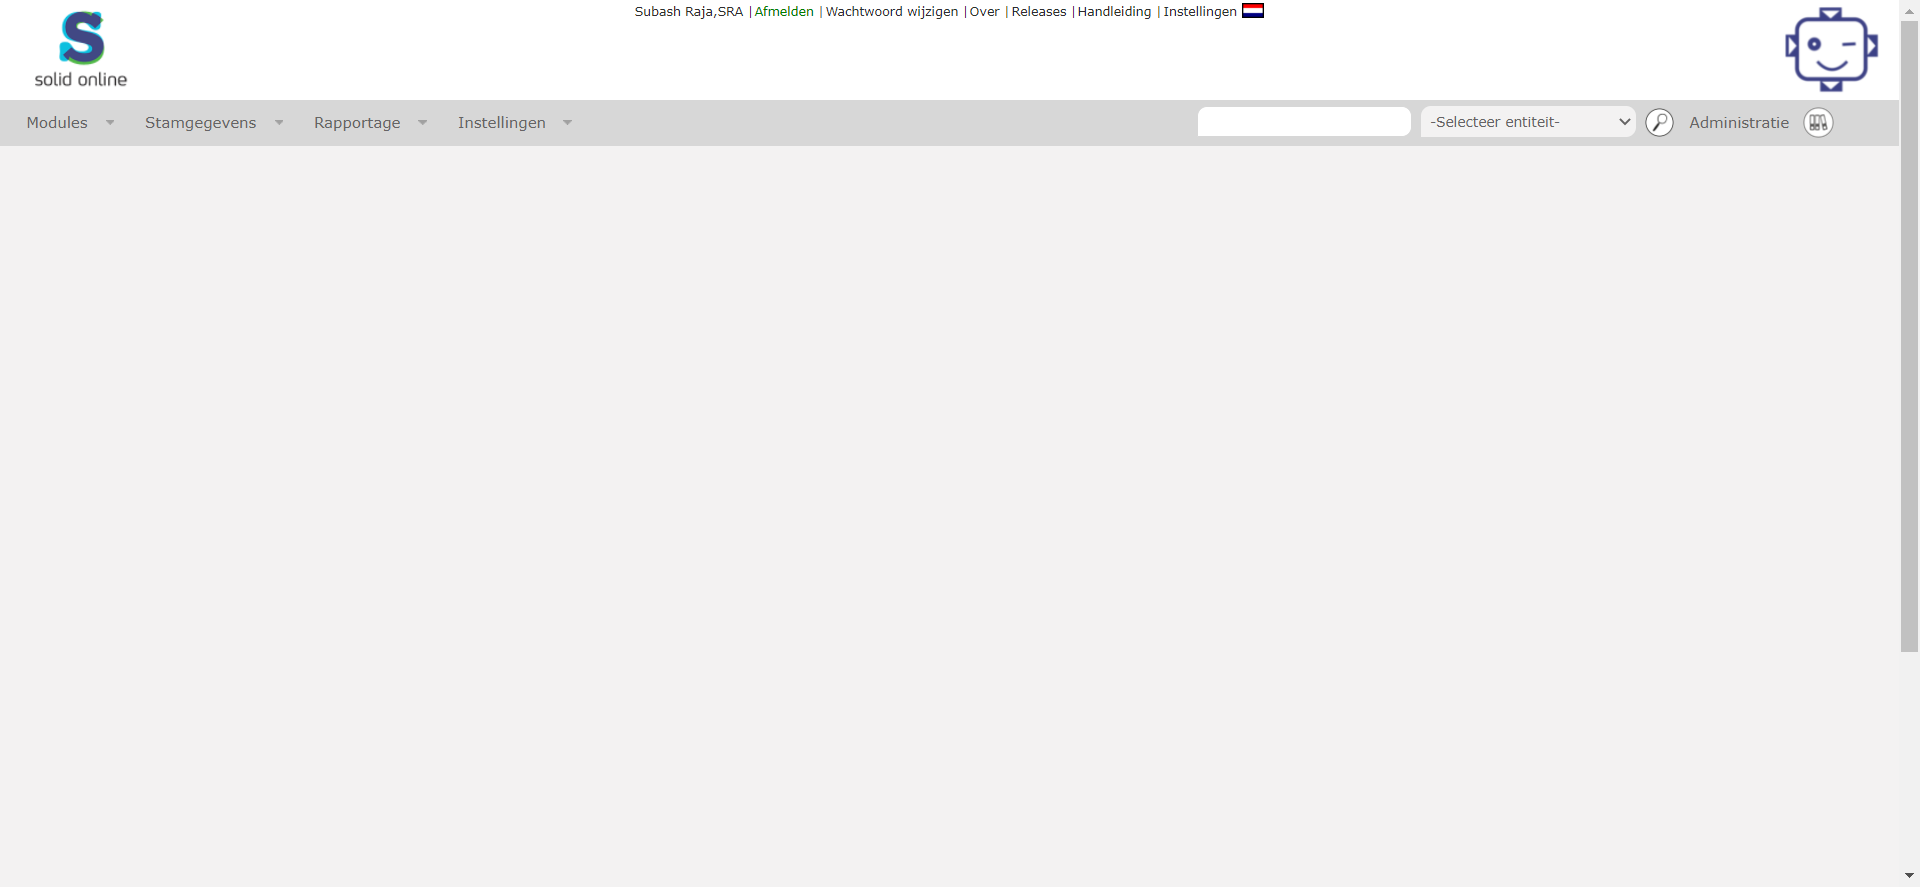 Subash Raja,SRA | Afmelden | Wachtwoord wijzigen | Over | Releases | Handleiding | Instellingen
solid online
Modules Stamgegevens Rapportage Instellingen -Selecteer entiteit- Administratie